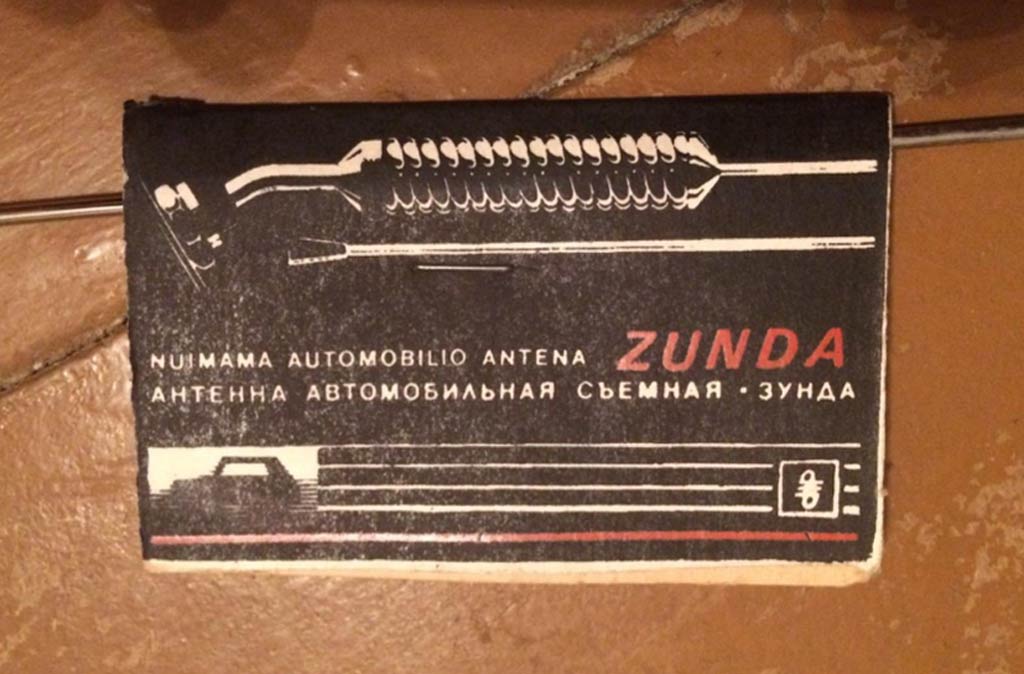 NUIMAMA AUTOMOBILIO ANTENA ZUNDA
АНТЕННА АВТОМОБИЛЬНАЯ СЪЕМНАЯ · ЗУНДА